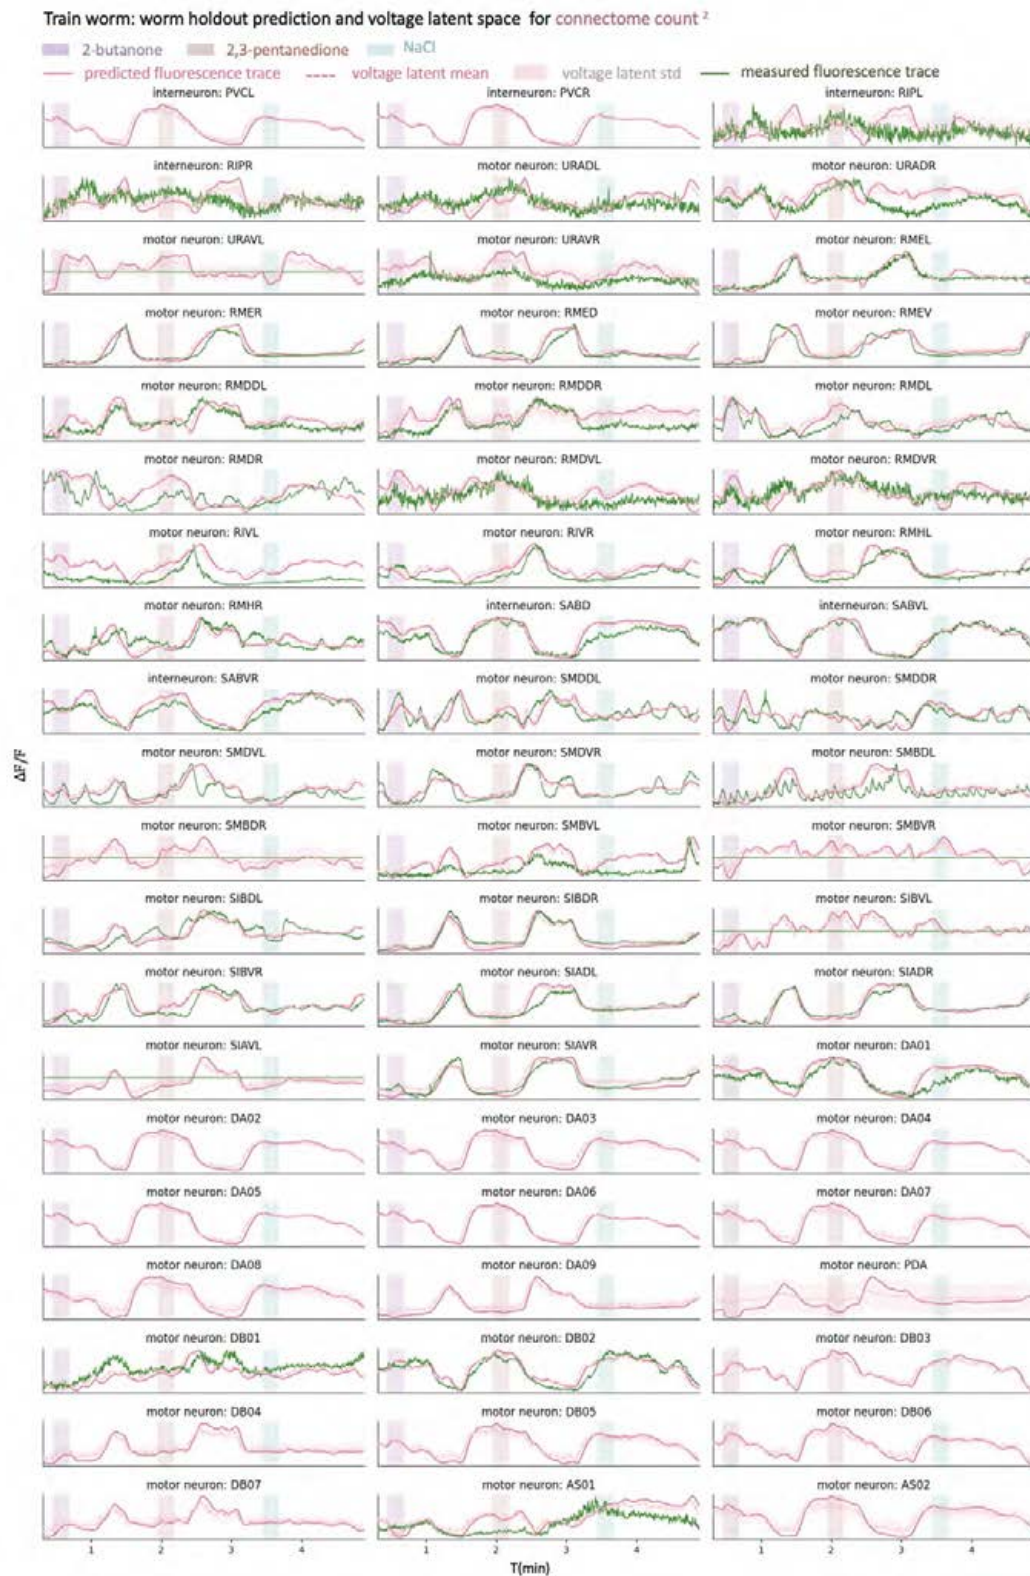 Train worm: worm holdout prediction and voltage latent space for connectome count ²
2-butanone 2,3-pentanedione NaCl
predicted fluorescence trace voltage latent mean voltage latent std measured fluorescence trace
interneuron: PVCL interneuron: PVCR interneuron: RIPL
interneuron: RIPR motor neuron: URADL motor neuron: URADR
motor neuron: URAVL motor neuron: URAVR motor neuron: RMEL
motor neuron: RMER motor neuron: RMED motor neuron: RMEV
motor neuron: RMDDL motor neuron: RMDDR motor neuron: RMDL
motor neuron: RMDR motor neuron: RMDVL motor neuron: RMDVR
motor neuron: RIVL motor neuron: RIVR motor neuron: RMHL
motor neuron: RMHR interneuron: SABD interneuron: SABVL
interneuron: SABVR motor neuron: SMDDL motor neuron: SMDDR
ΔF/F
motor neuron: SMDVL motor neuron: SMDVR motor neuron: SMBDL
motor neuron: SMBDR motor neuron: SMBVL motor neuron: SMBVR
motor neuron: SIBDL motor neuron: SIBDR motor neuron: SIBVL
motor neuron: SIBVR motor neuron: SIADL motor neuron: SIADR
motor neuron: SIAVL motor neuron: SIAVR motor neuron: DA01
motor neuron: DA02 motor neuron: DA03 motor neuron: DA04
motor neuron: DA05 motor neuron: DA06 motor neuron: DA07
motor neuron: DA08 motor neuron: DA09 motor neuron: PDA
motor neuron: DB01 motor neuron: DB02 motor neuron: DB03
motor neuron: DB04 motor neuron: DB05 motor neuron: DB06
motor neuron: DB07 motor neuron: AS01 motor neuron: AS02
1 2 3 4 1 2 3 4 1 2 3 4
T(min)